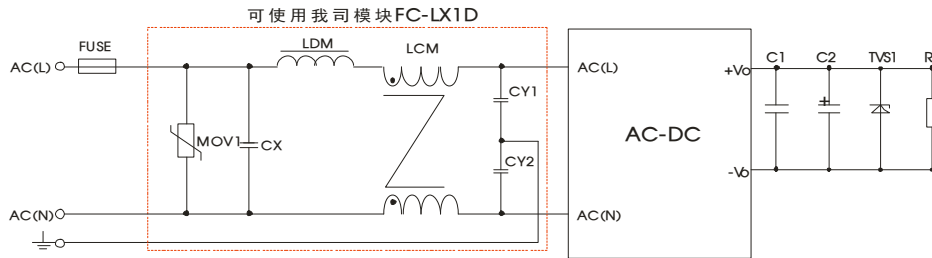 可使用我司模块FC-LX1D
FUSE
LDM
LCM
AC(L)
AC(L)
+Vo
C1
C2
TVS1
R
CY1
MOV1
CX
AC-DC
CY2
-Vo
AC(N)
AC(N)
+